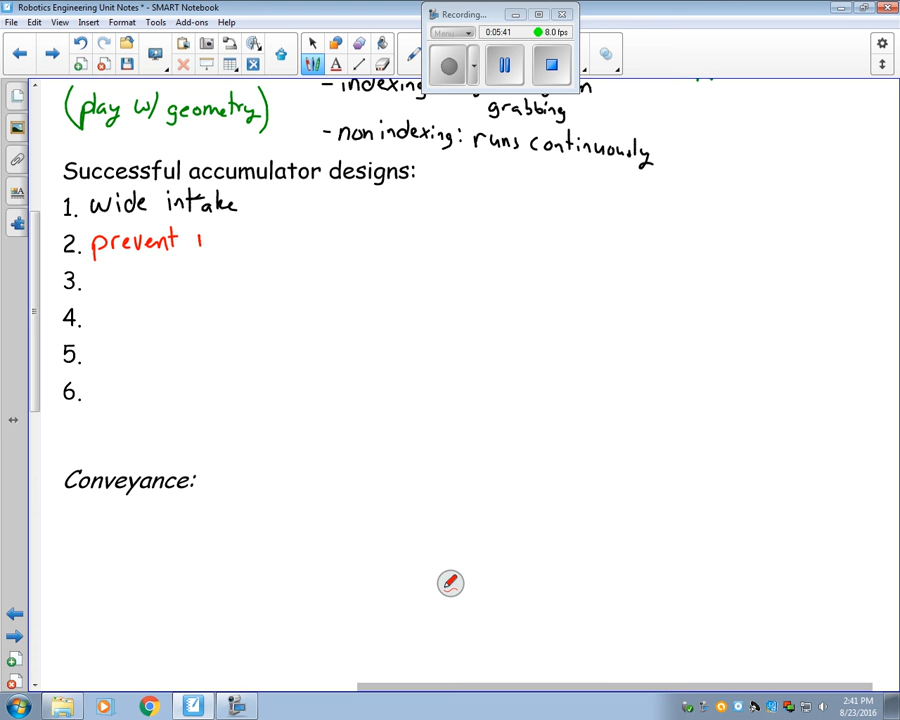 Robotics Engineering Unit Notes * - SMART Notebook
File Edit View Insert Format Tools Add-ons Help
Recording...
Menu 0:05:41 8.0 fps
- indexing
grabbing
(play w/ geometry)
- non indexing: runs continuously
Successful accumulator designs:
1. wide intake
2. prevent
3.
4.
5.
6.
Conveyance:
2:41 PM
8/23/2016